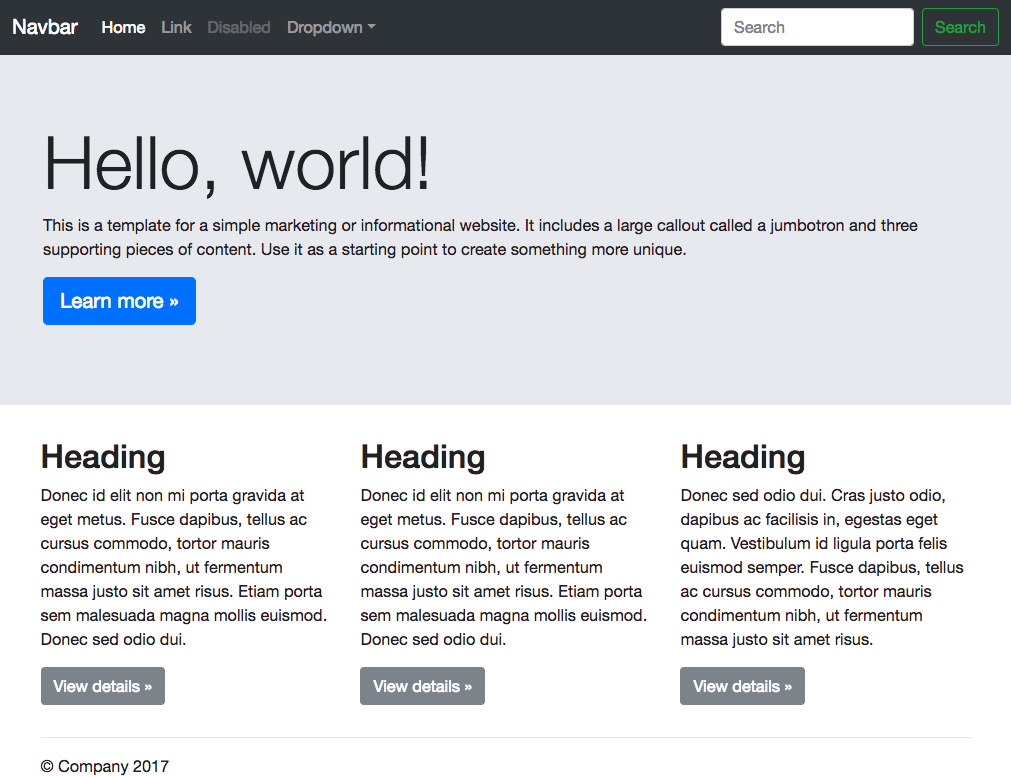 Navbar Home Link Disabled Dropdown Search Search
Hello, world!
This is a template for a simple marketing or informational website. It includes a large callout called a jumbotron and three
supporting pieces of content. Use it as a starting point to create something more unique.
Learn more »
Heading
Donec id elit non mi porta gravida at
eget metus. Fusce dapibus, tellus ac
cursus commodo, tortor mauris
condimentum nibh, ut fermentum
massa justo sit amet risus. Etiam porta
sem malesuada magna mollis euismod.
Donec sed odio dui.
View details »
Heading
Donec id elit non mi porta gravida at
eget metus. Fusce dapibus, tellus ac
cursus commodo, tortor mauris
condimentum nibh, ut fermentum
massa justo sit amet risus. Etiam porta
sem malesuada magna mollis euismod.
Donec sed odio dui.
View details »
Heading
Donec sed odio dui. Cras justo odio,
dapibus ac facilisis in, egestas eget
quam. Vestibulum id ligula porta felis
euismod semper. Fusce dapibus, tellus
ac cursus commodo, tortor mauris
condimentum nibh, ut fermentum
massa justo sit amet risus.
View details »
© Company 2017